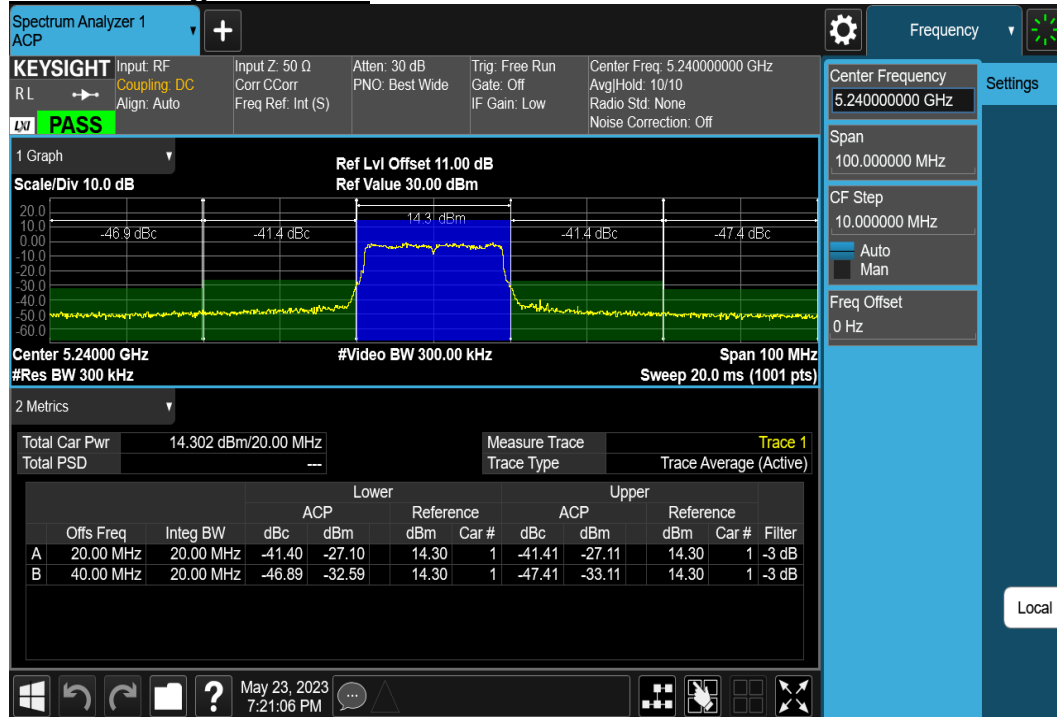 Spectrum Analyzer 1
ACP
Frequency
KEYSIGHT Input: RF Input Z: 50 Ω Atten: 30 dB Trig: Free Run Center Freq: 5.240000000 GHz
RL Coupling: DC Corr CCorr PNO: Best Wide Gate: Off Avg|Hold: 10/10
Align: Auto Freq Ref: Int (S) IF Gain: Low Radio Std: None
LXI PASS Noise Correction: Off
Center Frequency
5.240000000 GHz
Settings
Span
100.000000 MHz
CF Step
10.000000 MHz
Auto
Man
Freq Offset
0 Hz
1 Graph
Ref Lvl Offset 11.00 dB
Scale/Div 10.0 dB Ref Value 30.00 dBm
20.0
10.0
0.00
-10.0
-20.0
-30.0
-40.0
-50.0
-60.0
14.3 dBm
-46.9 dBc -41.4 dBc -41.4 dBc -47.4 dBc
Center 5.24000 GHz #Video BW 300.00 kHz Span 100 MHz
#Res BW 300 kHz Sweep 20.0 ms (1001 pts)
2 Metrics
Total Car Pwr 14.302 dBm/20.00 MHz Measure Trace Trace 1
Total PSD --- Trace Type Trace Average (Active)
Lower Upper
ACP Reference ACP Reference
Offs Freq Integ BW dBc dBm dBm Car # dBc dBm dBm Car # Filter
A 20.00 MHz 20.00 MHz -41.40 -27.10 14.30 1 -41.41 -27.11 14.30 1 -3 dB
B 40.00 MHz 20.00 MHz -46.89 -32.59 14.30 1 -47.41 -33.11 14.30 1 -3 dB
Local
May 23, 2023
7:21:06 PM